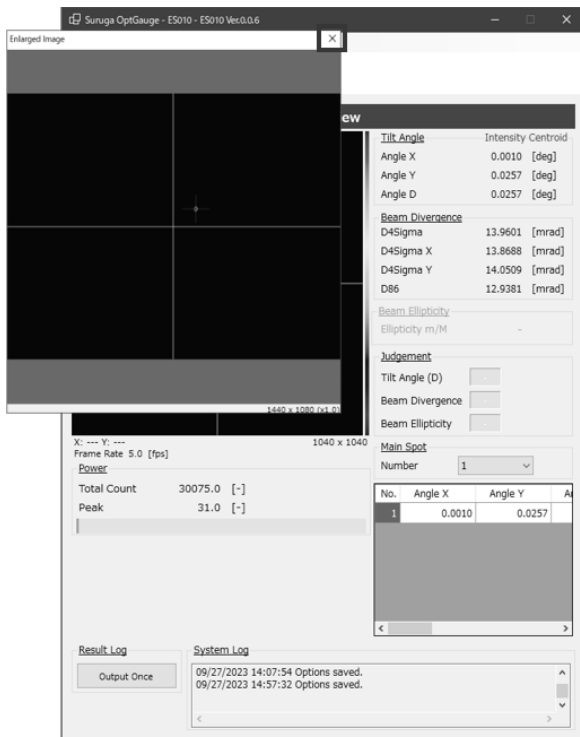 Suruga OptGauge - ES010 - ES010 Ver.0.0.6
Enlarged Image
ew
1440 x 1080 (x1.0)
X: --- Y: ---
1040 x 1040
Frame Rate 5.0 [fps]
Tilt Angle Intensity Centroid
Angle X 0.0010 [deg]
Angle Y 0.0257 [deg]
Angle D 0.0257 [deg]
Beam Divergence
D4Sigma 13.9601 [mrad]
D4Sigma X 13.8688 [mrad]
D4Sigma Y 14.0509 [mrad]
D86 12.9381 [mrad]
Beam Ellipticity
Ellipticity m/M -
Judgement
Tilt Angle (D) -
Beam Divergence -
Beam Ellipticity -
Main Spot
Number 1
Power
Total Count 30075.0 [-]
Peak 31.0 [-]
No. Angle X Angle Y A
1 0.0010 0.0257
Result Log
Output Once
System Log
09/27/2023 14:07:54 Options saved.
09/27/2023 14:57:32 Options saved.